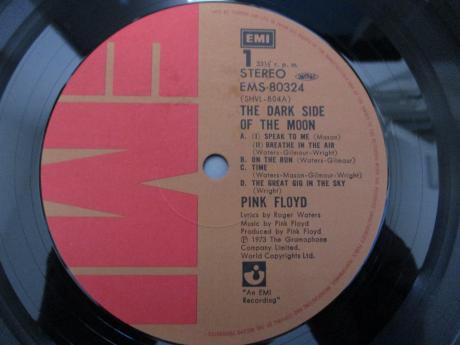 EMI
1 33⅓ r. p. m.
STEREO
EMS-80324
(SHVL-804A)
THE DARK SIDE
OF THE MOON
A. (I) SPEAK TO ME (Mason)
(II) BREATHE IN THE AIR
(Waters-Gilmour-Wright)
B. ON THE RUN (Waters-Gilmour)
C. TIME
(Waters-Mason-Gilmour-Wright)
D. THE GREAT GIG IN THE SKY
(Wright)
PINK FLOYD
Lyrics by Roger Waters
Music by Pink Floyd
Produced by Pink Floyd
Ⓟ 1973 The Gramophone
Company Limited.
World Copyrights Ltd.
"An EMI
Recording"
EMI